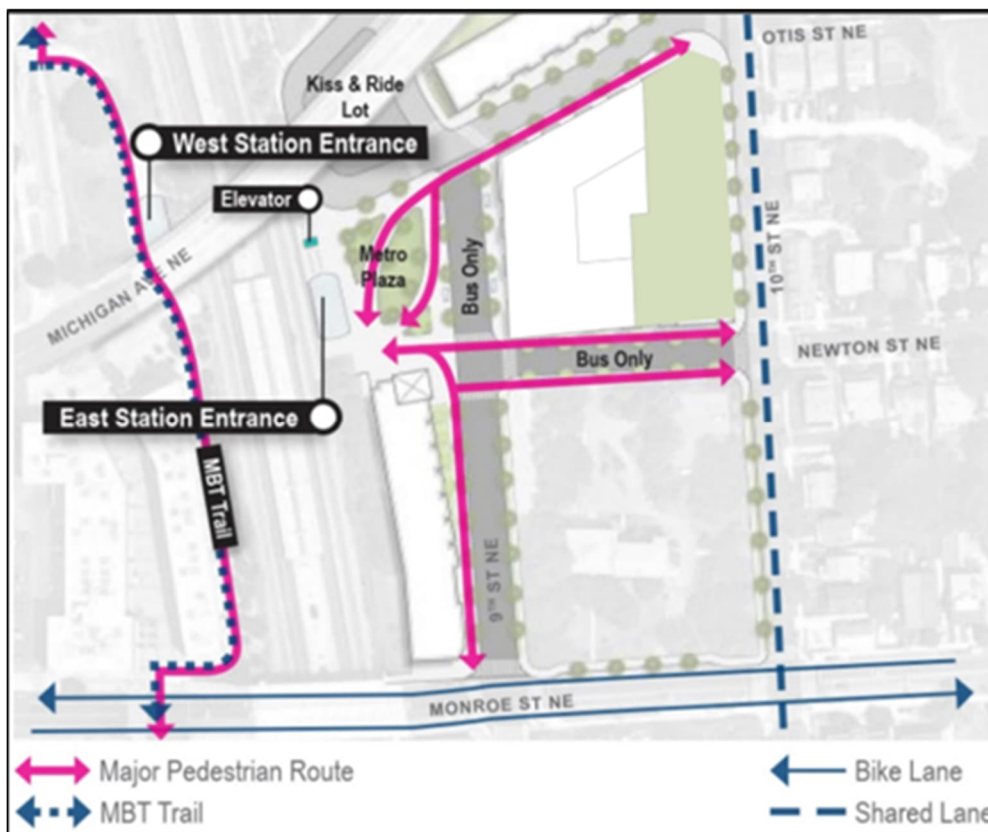 OTIS ST NE
Kiss & Ride
Lot
West Station Entrance
Elevator
Metro
Plaza
Bus Only
10TH ST NE
MICHIGAN AVE NE
NEWTON ST NE
Bus Only
East Station Entrance
MBT Trail
9TH ST NE
MONROE ST NE
Major Pedestrian Route
Bike Lane
MBT Trail
Shared Lane